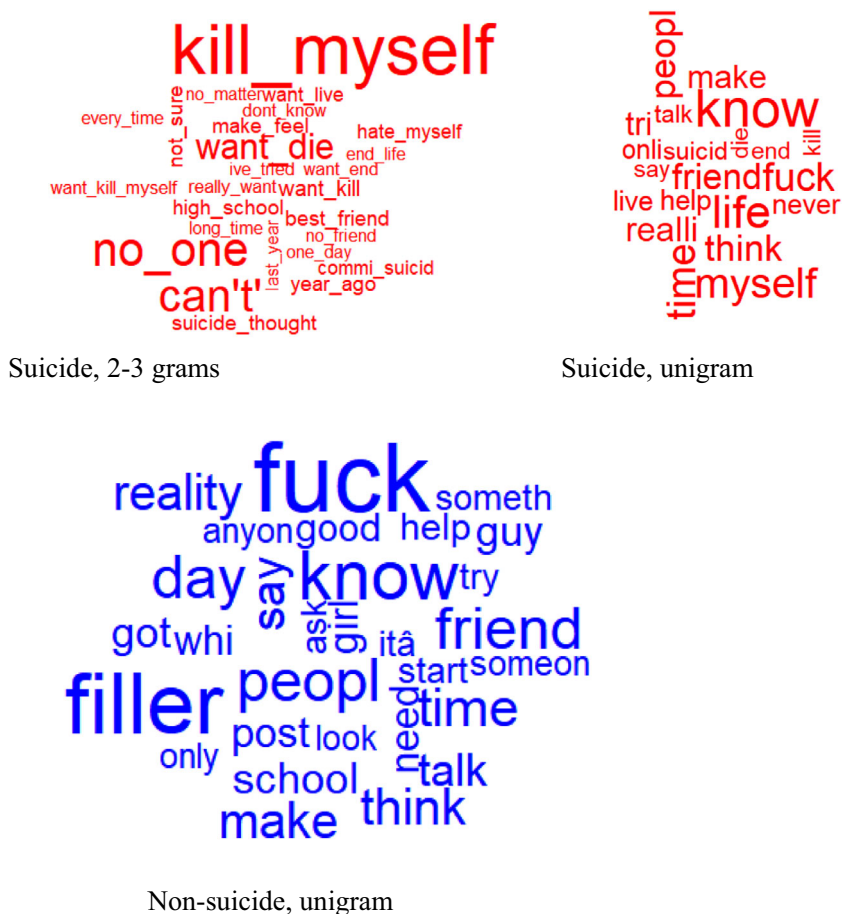 kill_myself
no_matter want_live
every_time not_sure dont_know
make_feel hate_myself
want_die end_life
ive_tried want_end
want_kill_myself really_want want_kill
high_school best_friend
long_time no_friend
no_one last_year one_day
commi_suicid
can't' year_ago
suicide_thought
peopl make
tri talk know
onli suicid die end kill
say friend fuck
live help life never
realli
time think
myself
Suicide, 2-3 grams Suicide, unigram
reality fuck someth
anyon good help guy
day say know try
got whi ask girl itâ friend
filler peopl start someon
need time
only post look
school talk
make think
Non-suicide, unigram